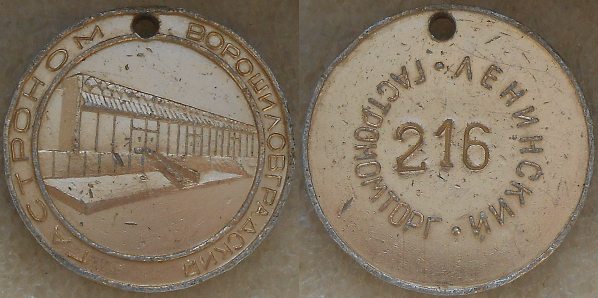 ГАСТРОНОМ ВОРОШИЛОВГРАДСКИЙ
ЛЕНИНСКИЙ • ГАСТРОНОМТОРГ •
216